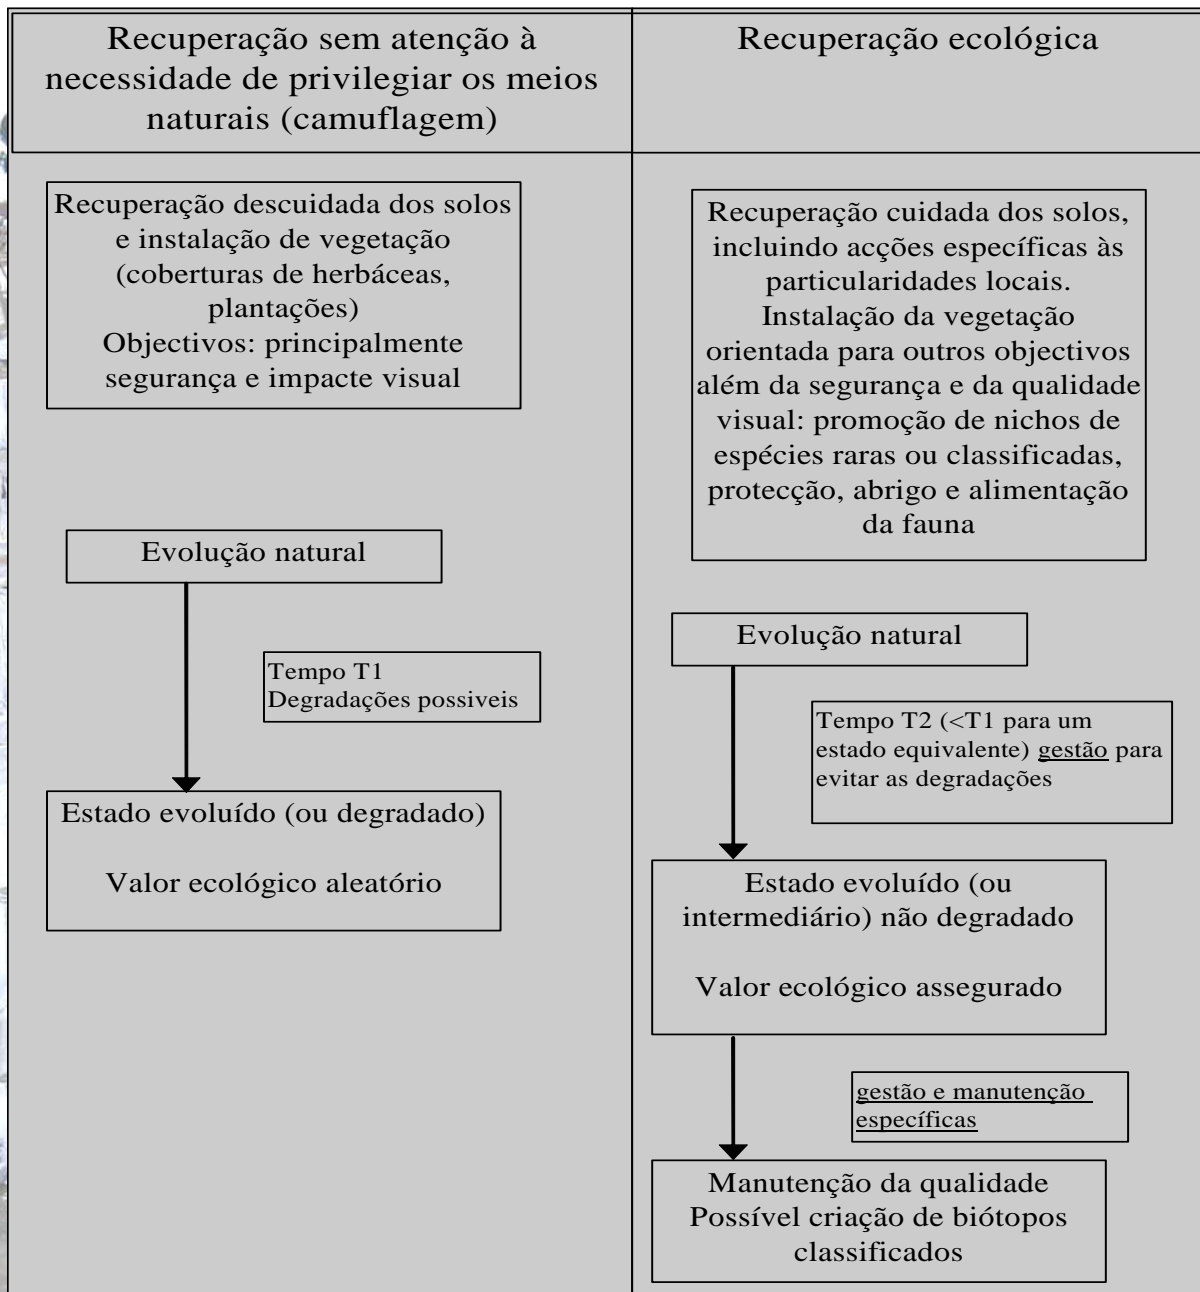 Recuperação sem atenção à
necessidade de privilegiar os meios
naturais (camuflagem)
Recuperação descuidada dos solos
e instalação de vegetação
(coberturas de herbáceas,
plantações)
Objectivos: principalmente
segurança e impacte visual
Evolução natural
Tempo T1
Degradações possiveis
Estado evoluído (ou degradado)
Valor ecológico aleatório
Recuperação ecológica
Recuperação cuidada dos solos,
incluindo acções específicas às
particularidades locais.
Instalação da vegetação
orientada para outros objectivos
além da segurança e da qualidade
visual: promoção de nichos de
espécies raras ou classificadas,
protecção, abrigo e alimentação
da fauna
Evolução natural
Tempo T2 (<T1 para um
estado equivalente) gestão para
evitar as degradações
Estado evoluído (ou
intermediário) não degradado
Valor ecológico assegurado
gestão e manutenção
específicas
Manutenção da qualidade
Possível criação de biótopos
classificados